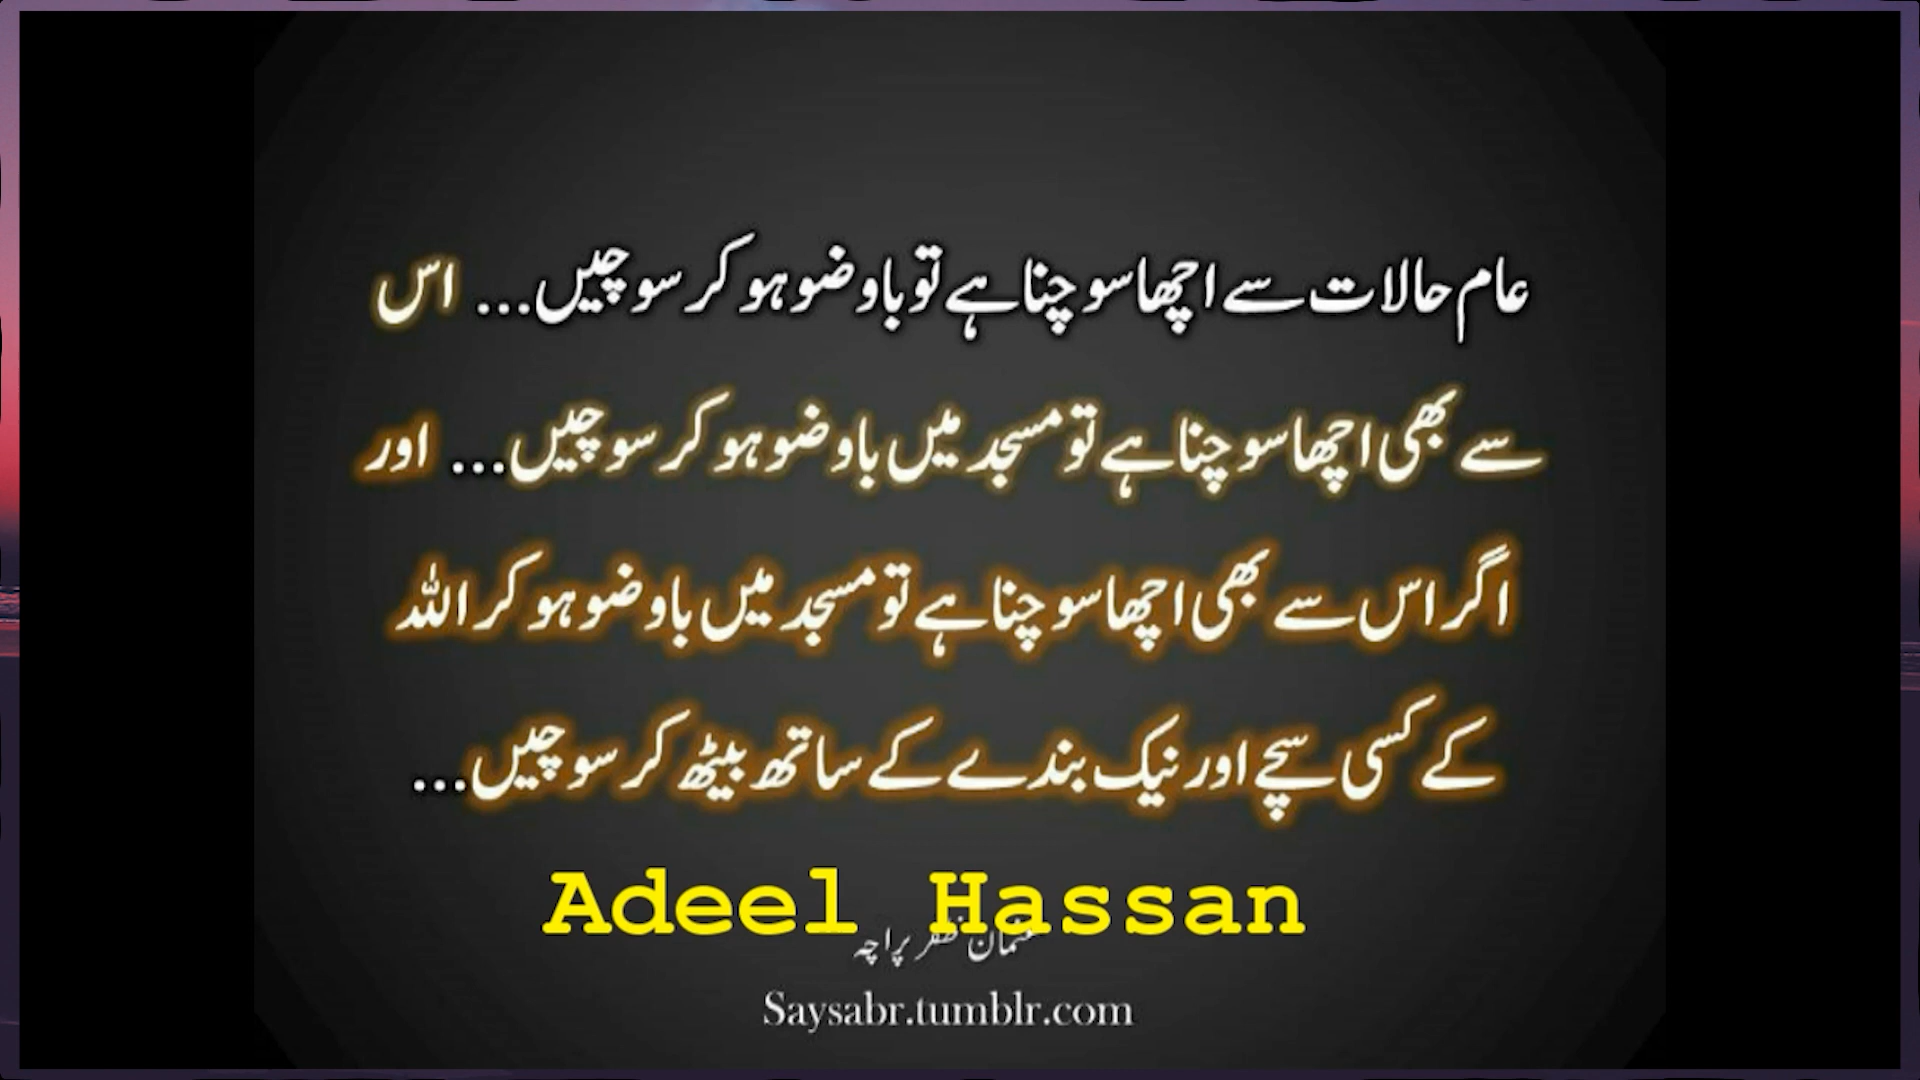 عام حالات سے اچھا سوچنا ہے تو باوضو ہو کر سوچیں... اس
سے بھی اچھا سوچنا ہے تو مسجد میں باوضو ہو کر سوچیں... اور
اگر اس سے بھی اچھا سوچنا ہے تو مسجد میں باوضو ہو کر اللہ
کے کسی سچے اور نیک بندے کے ساتھ بیٹھ کر سوچیں...
Adeel Hassan
پراچہ
Saysabr.tumblr.com